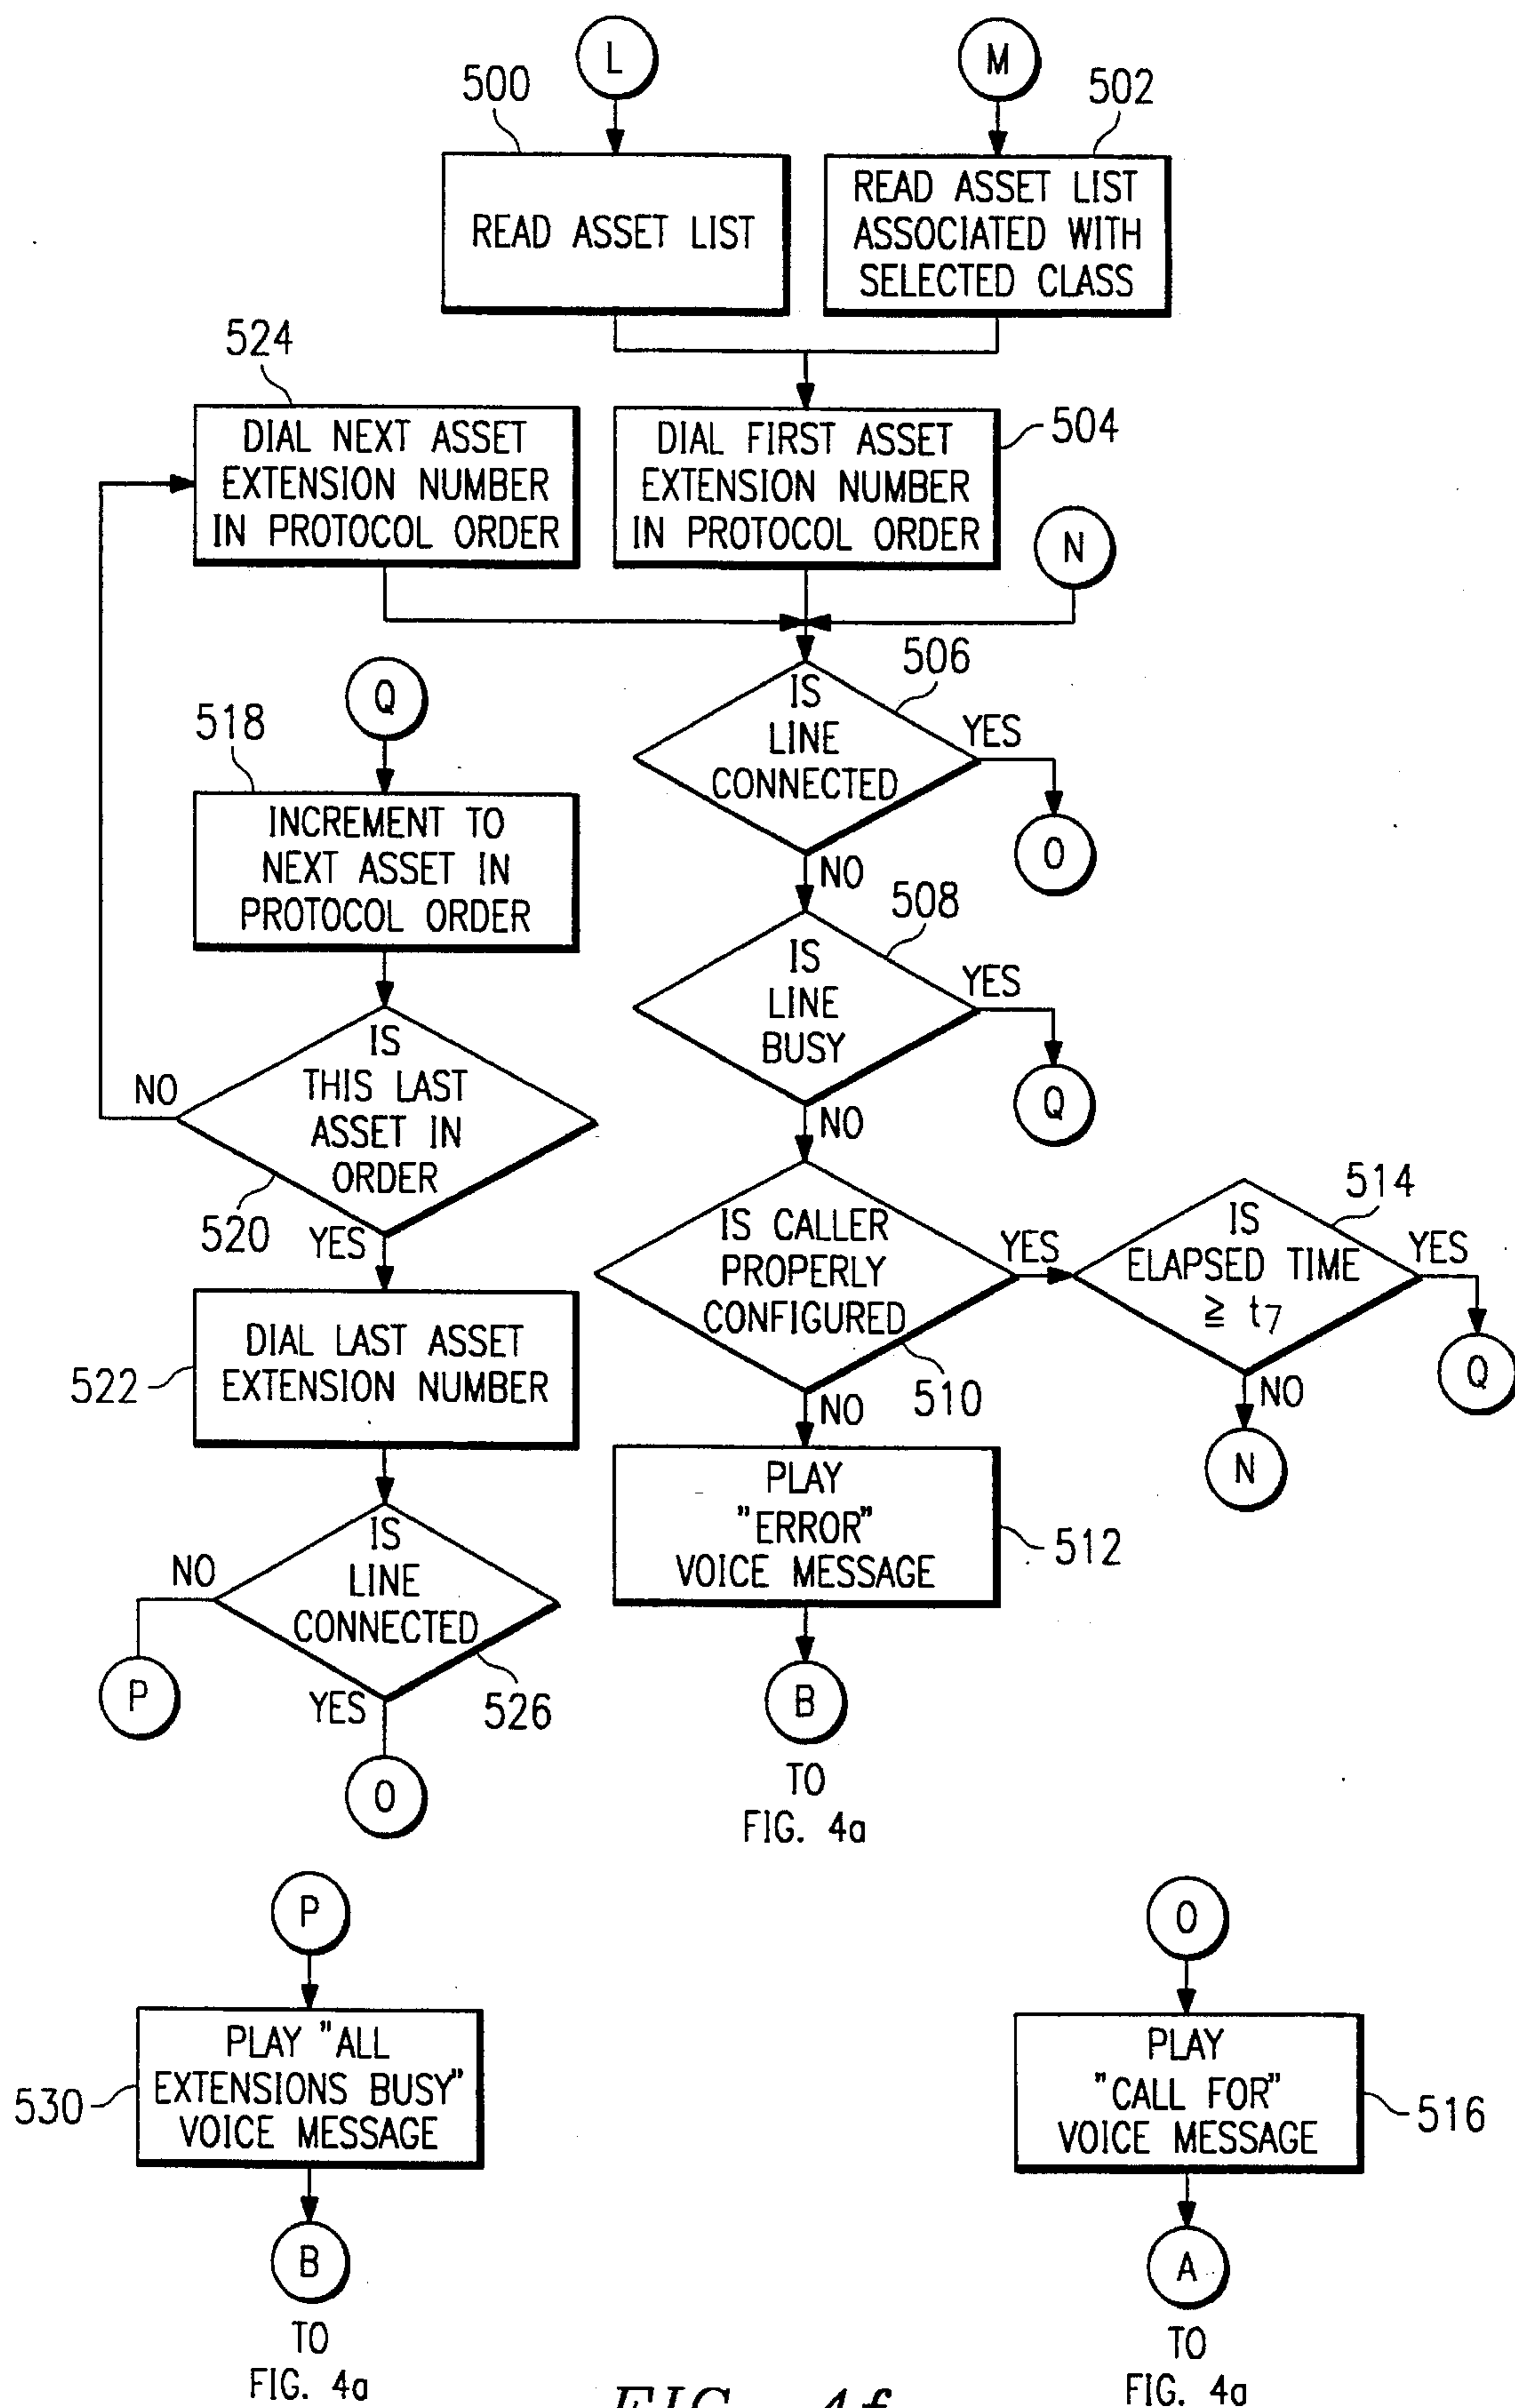 L
M
500
502
READ ASSET LIST
READ ASSET LIST
ASSOCIATED WITH
SELECTED CLASS
524
504
DIAL NEXT ASSET
EXTENSION NUMBER
IN PROTOCOL ORDER
DIAL FIRST ASSET
EXTENSION NUMBER
IN PROTOCOL ORDER
N
506
Q
518
IS
LINE
CONNECTED
YES
O
NO
INCREMENT TO
NEXT ASSET IN
PROTOCOL ORDER
508
IS
LINE
BUSY
YES
Q
NO
IS
THIS LAST
ASSET IN
ORDER
NO
520
YES
IS CALLER
PROPERLY
CONFIGURED
YES
510
NO
514
IS
ELAPSED TIME
≧ t7
YES
Q
NO
N
DIAL LAST ASSET
EXTENSION NUMBER
522
PLAY
"ERROR"
VOICE MESSAGE
512
IS
LINE
CONNECTED
NO
P
YES
526
O
B
TO
FIG. 4a
P
PLAY "ALL
EXTENSIONS BUSY"
VOICE MESSAGE
530
B
TO
FIG. 4a
O
PLAY
"CALL FOR"
VOICE MESSAGE
516
A
TO
FIG. 4a
FIG. 4f